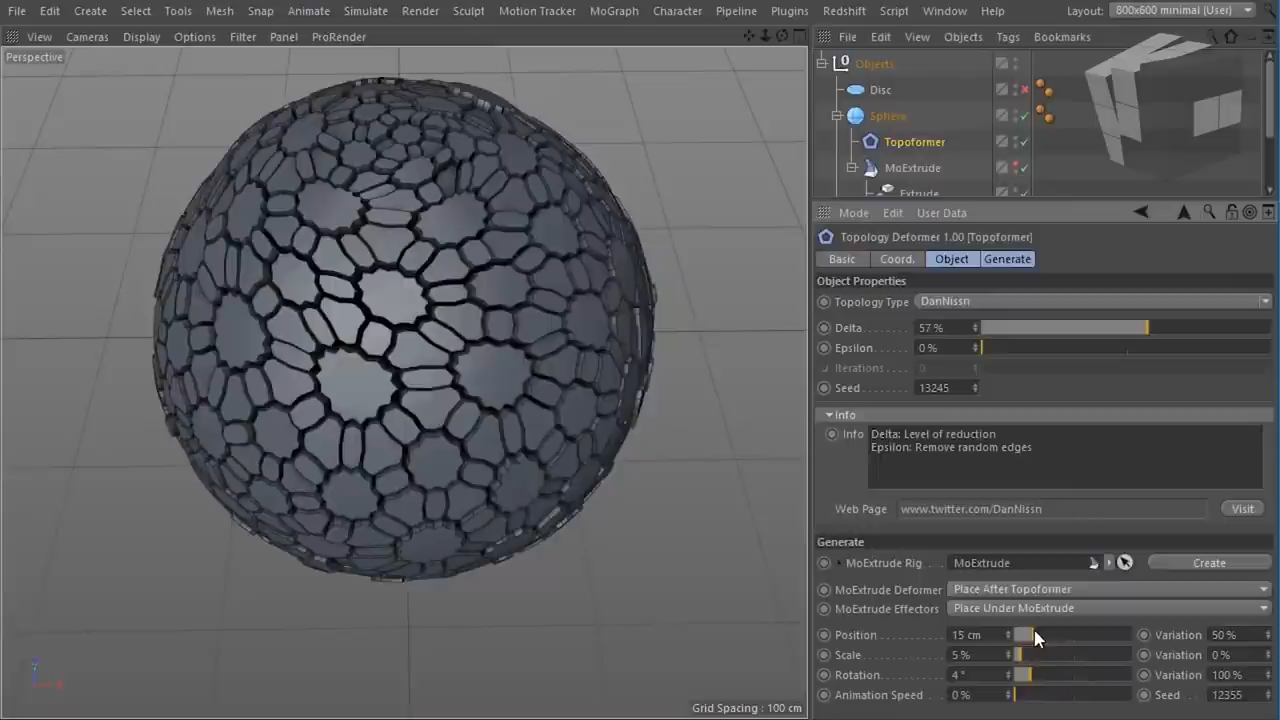 File Edit Create Select Tools Mesh Snap Animate Simulate Render Sculpt Motion Tracker MoGraph Character Pipeline Plugins Redshift Script Window Help Layout: 800x600 minimal (User)
View Cameras Display Options Filter Panel ProRender
File Edit View Objects Tags Bookmarks
Perspective
0 Objects
Disc
Sphere
Topoformer
MoExtrude
Extrude
Mode Edit User Data
Topology Deformer 1.00 [Topoformer]
Basic Coord. Object Generate
Object Properties
Topology Type DanNissn
Delta . . . . . . . 57 %
Epsilon . . . . . 0 %
Iterations . . . . 0
Seed . . . . . . . 13245
Info
Info Delta: Level of reduction
Epsilon: Remove random edges
Web Page www.twitter.com/DanNissn Visit
Generate
MoExtrude Rig . . . MoExtrude Create
MoExtrude Deformer Place After Topoformer
MoExtrude Effectors Place Under MoExtrude
Position . . . . . . . . 15 cm Variation 50 %
Scale . . . . . . . . . . 5 % Variation 0 %
Rotation . . . . . . . . 4 ° Variation 100 %
Animation Speed . . 0 % Seed . . . 12355
Grid Spacing : 100 cm